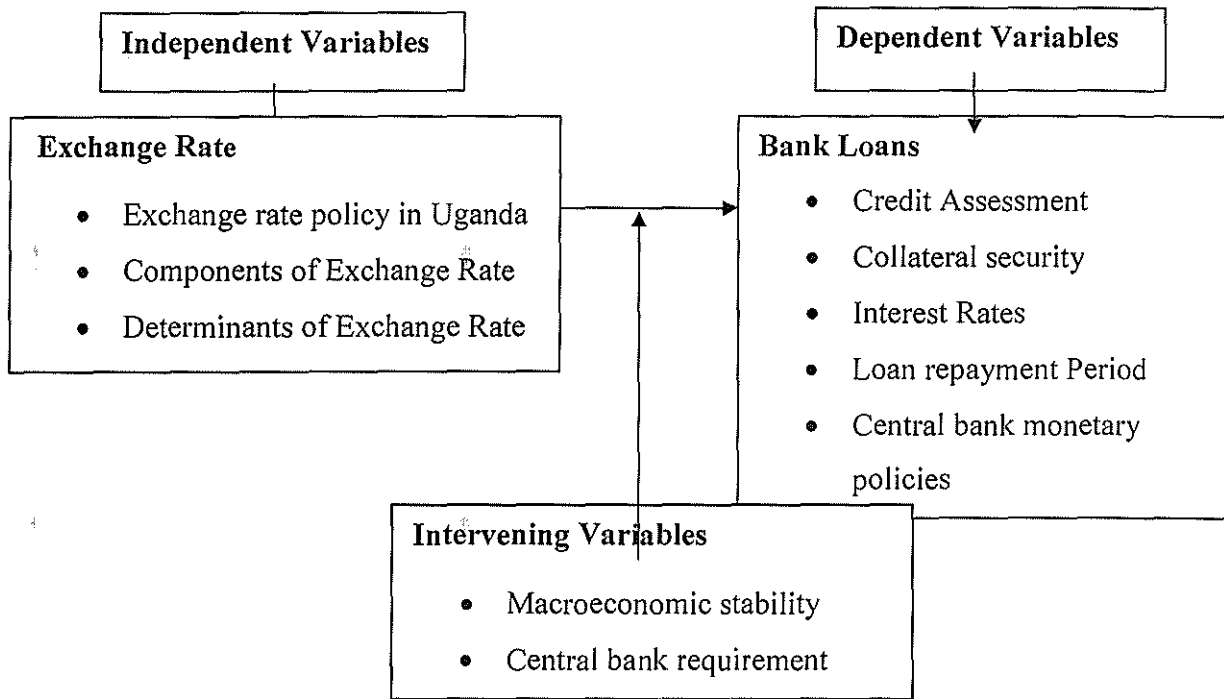 Independent Variables
Dependent Variables
Exchange Rate
• Exchange rate policy in Uganda
• Components of Exchange Rate
• Determinants of Exchange Rate
Bank Loans
• Credit Assessment
• Collateral security
• Interest Rates
• Loan repayment Period
• Central bank monetary
policies
Intervening Variables
• Macroeconomic stability
• Central bank requirement